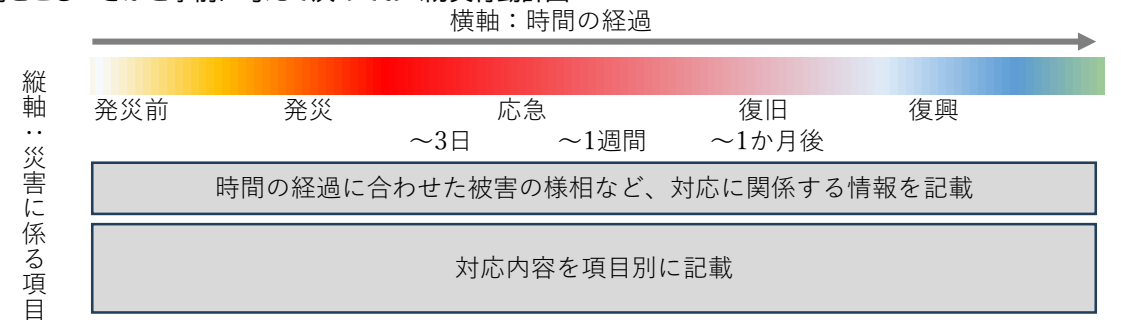 横軸：時間の経過
縦軸：災害に係る項目
発災前 発災 応急 復旧 復興
～3日 ～1週間 ～1か月後
時間の経過に合わせた被害の様相など、対応に関係する情報を記載
対応内容を項目別に記載